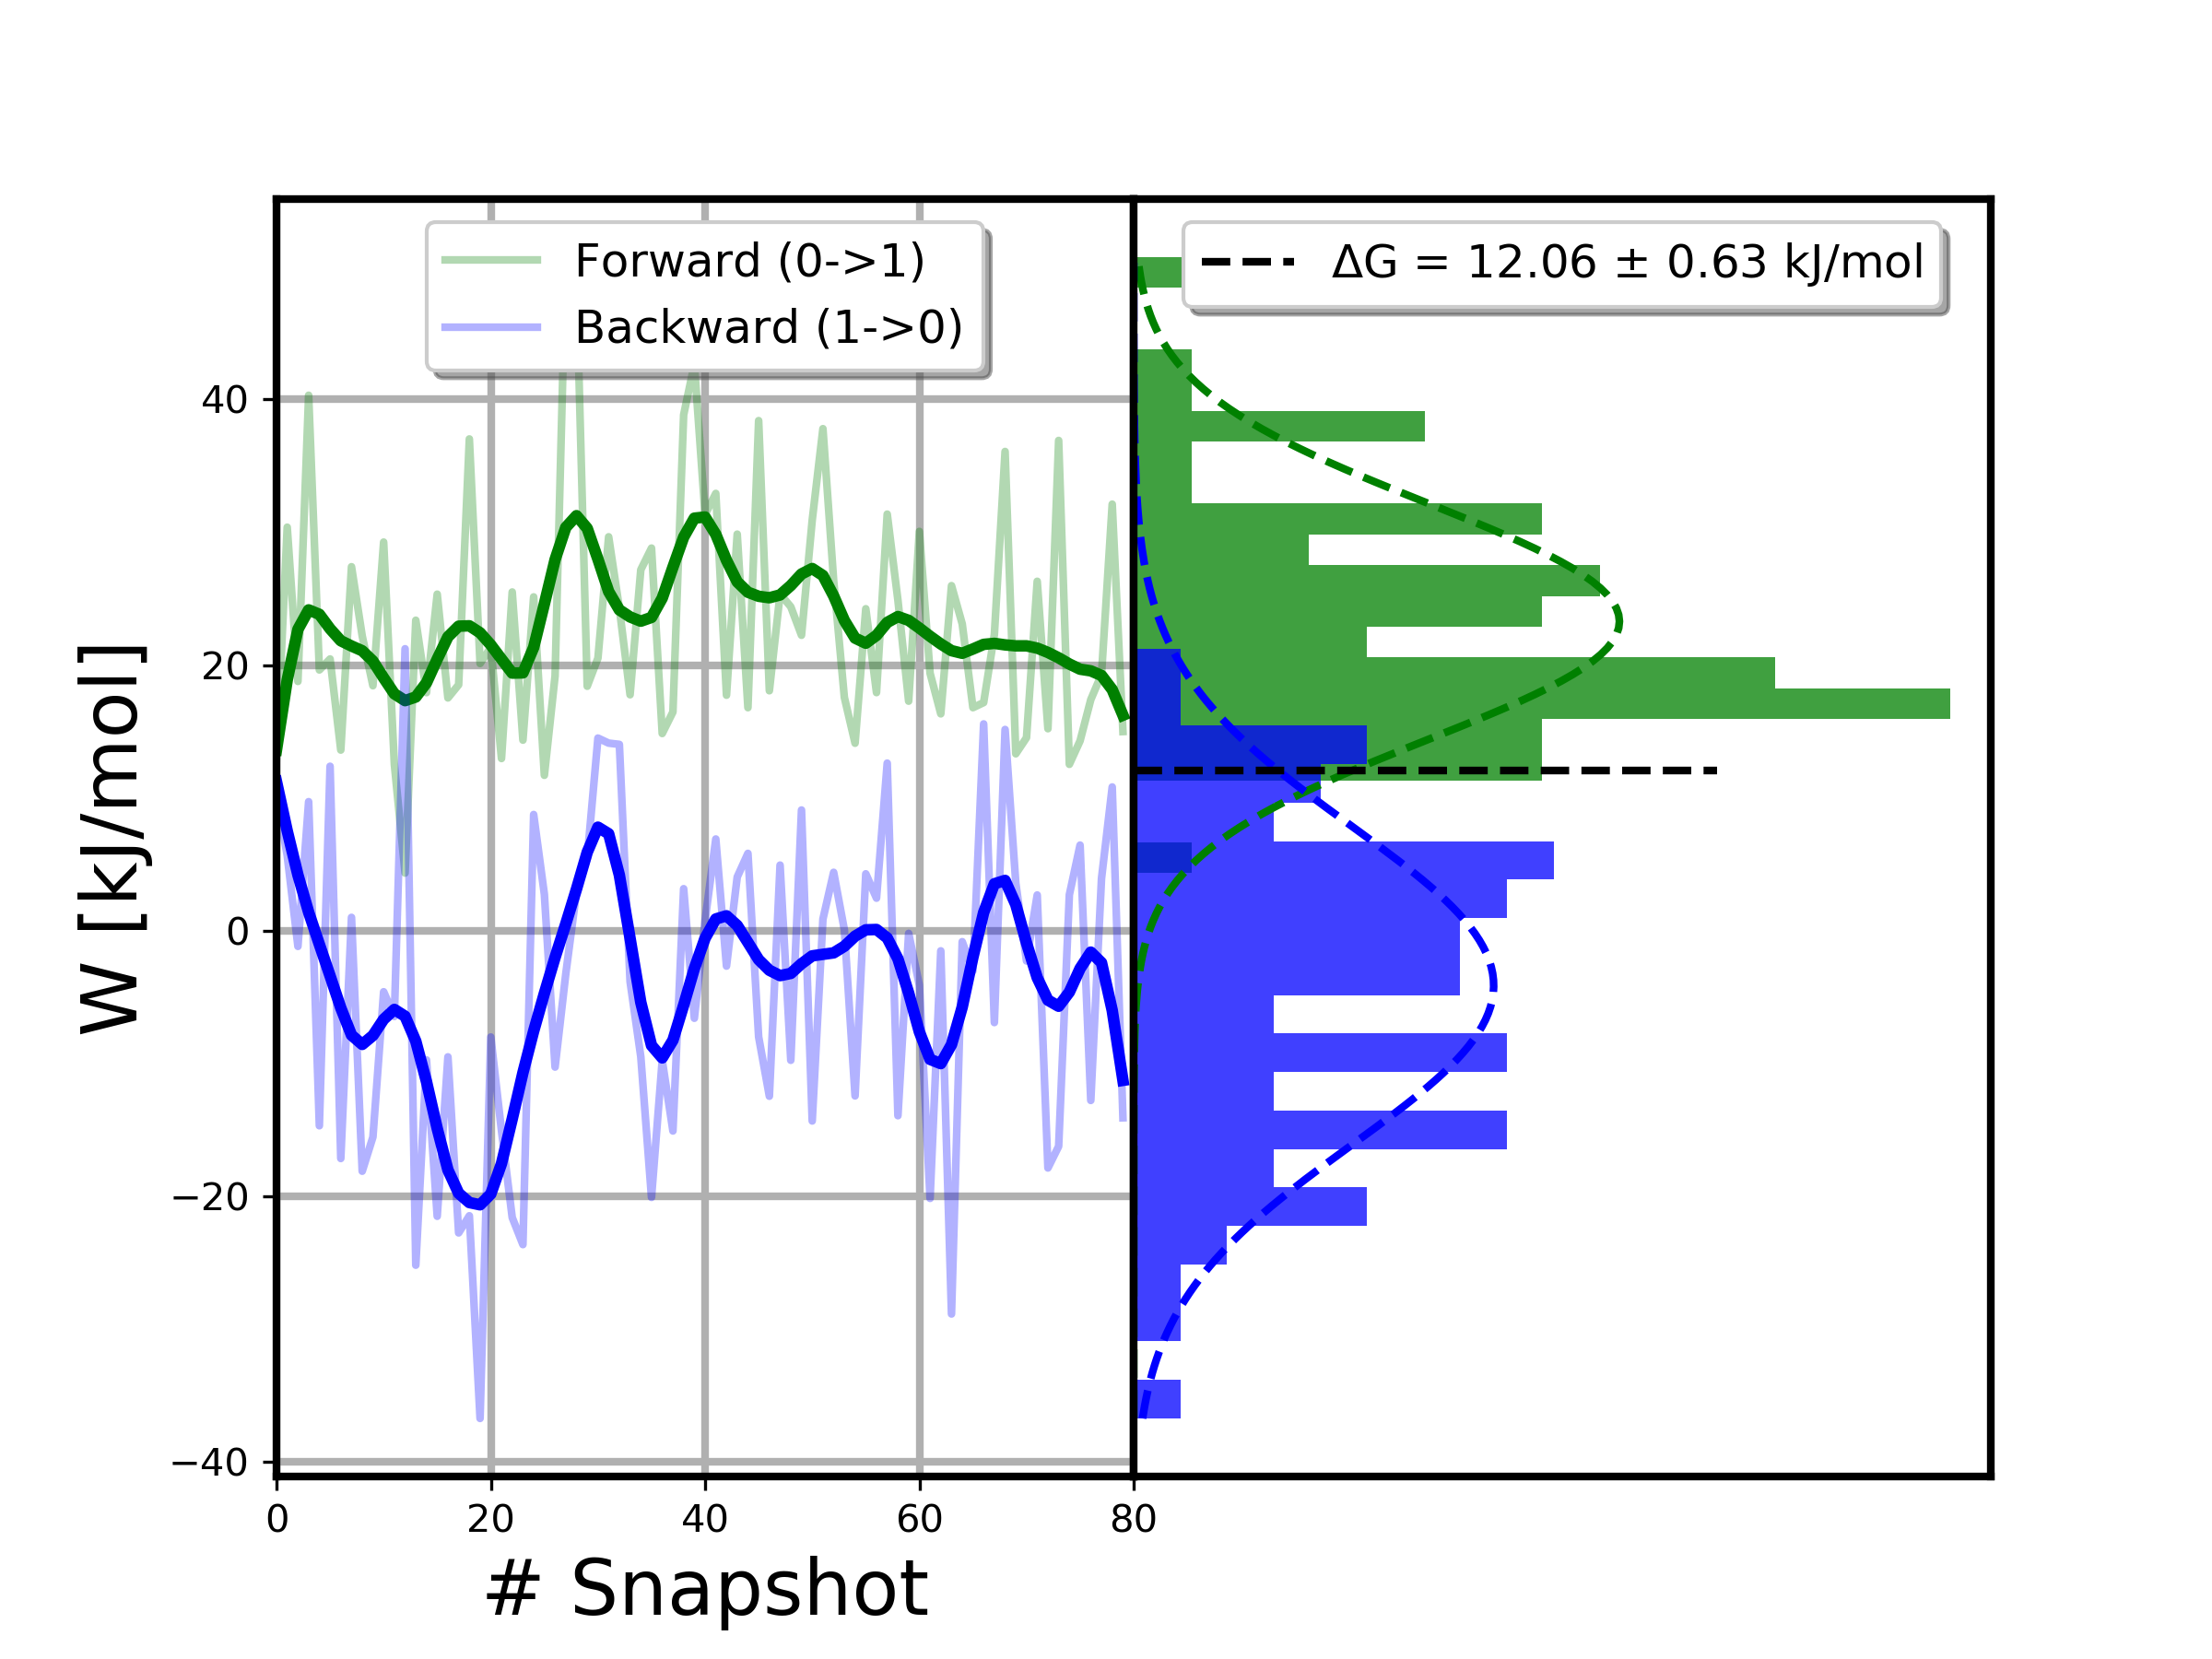 Forward (0->1)
Backward (1->0)
ΔG = 12.06 ± 0.63 kJ/mol
W [kJ/mol]
40
20
0
−20
−40
0 20 40 60 80
# Snapshot